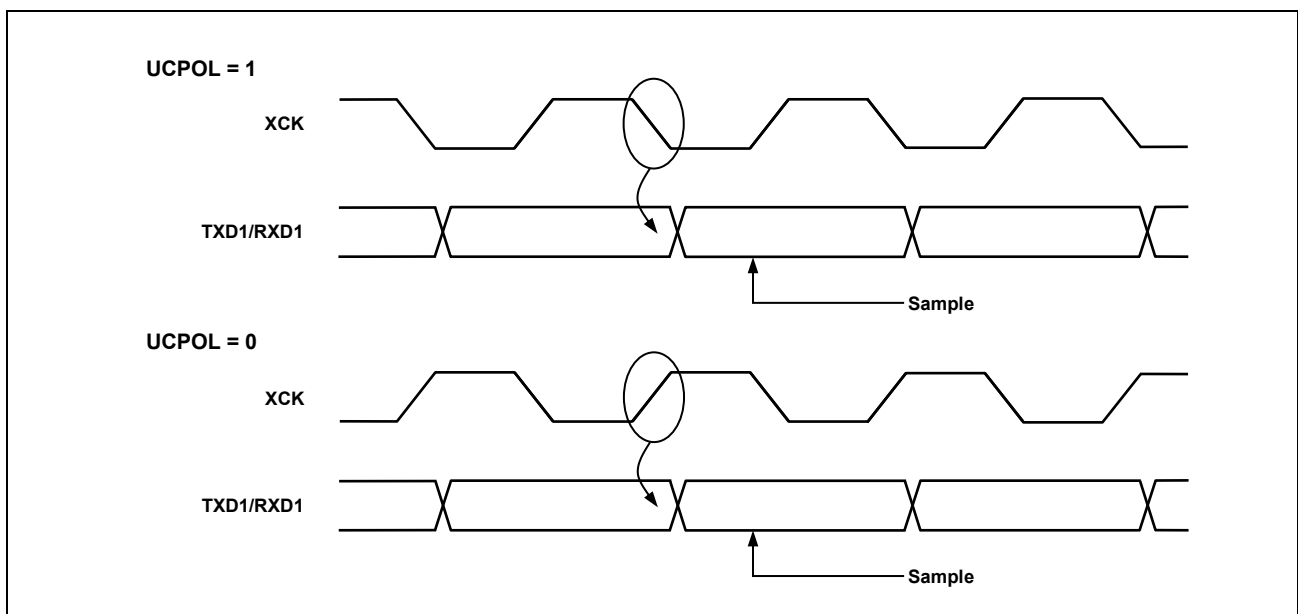 UCPOL = 1
XCK
TXD1/RXD1
Sample
UCPOL = 0
XCK
TXD1/RXD1
Sample